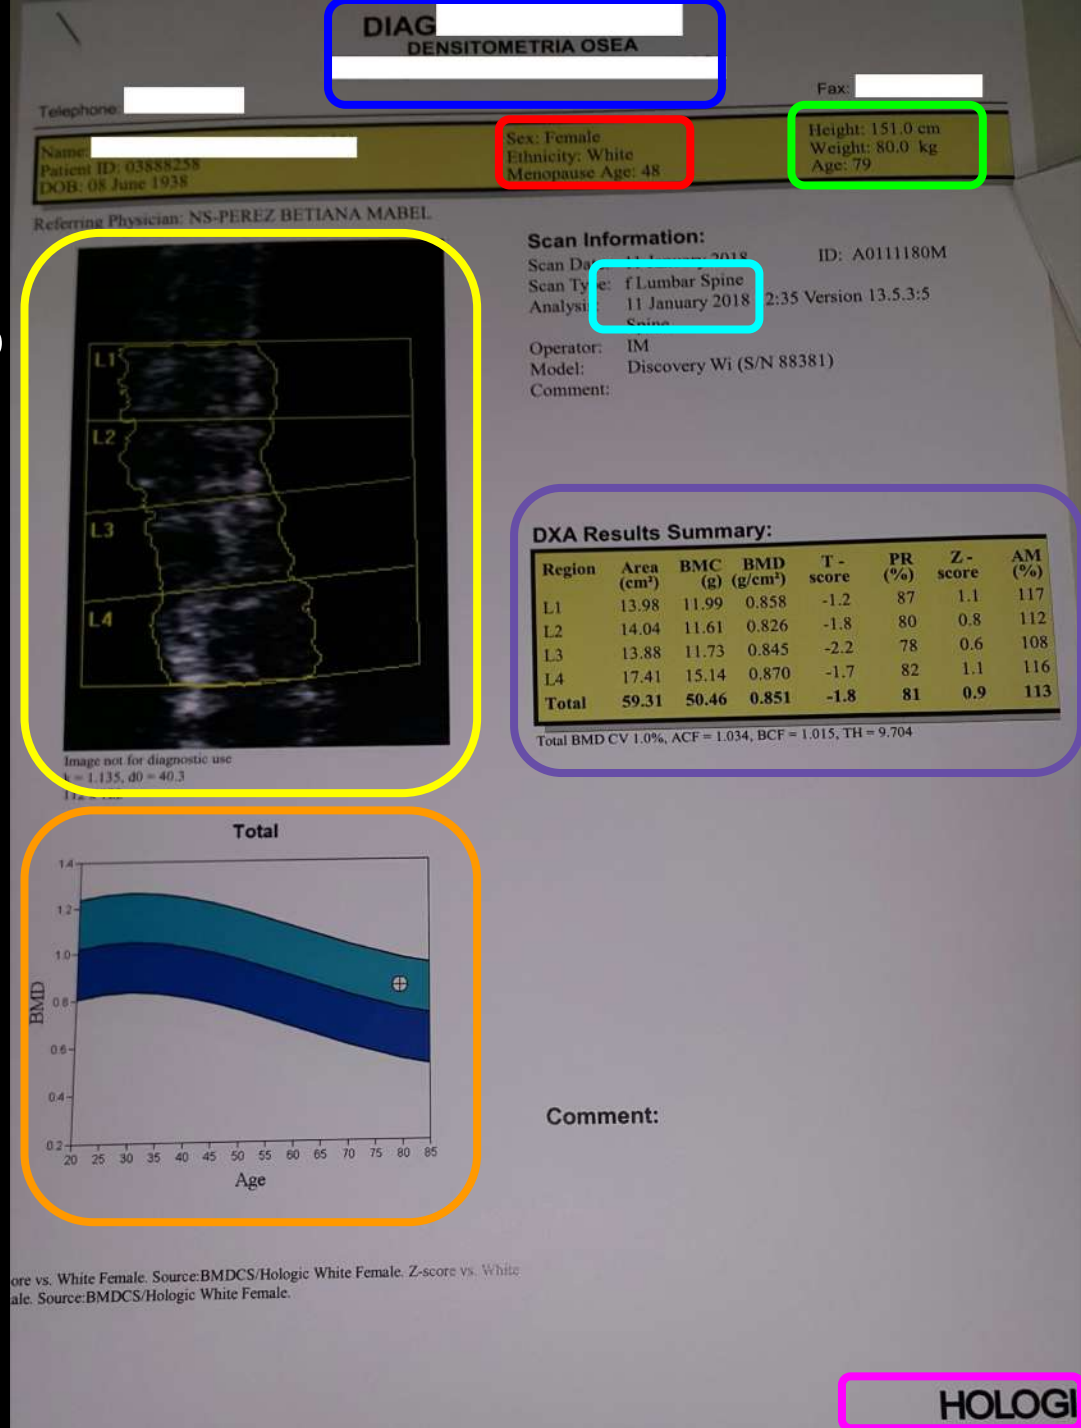 DIAG
DENSITOMETRIA OSEA
Telephone:
Fax:
Name:
Patient ID: 03888258
DOB: 08 June 1938
Sex: Female
Ethnicity: White
Menopause Age: 48
Height: 151.0 cm
Weight: 80.0 kg
Age: 79
Referring Physician: NS-PEREZ BETIANA MABEL
L1
L2
L3
L4
Image not for diagnostic use
k = 1.135, d0 = 40.3
Scan Information:
Scan Da 2018 ID: A0111180M
Scan Ty e: f Lumbar Spine
Analysi 11 January 2018 2:35 Version 13.5.3:5
Spine
Operator: IM
Model: Discovery Wi (S/N 88381)
Comment:
DXA Results Summary:
Region Area (cm²) BMC (g) BMD (g/cm²) T - score PR (%) Z - score AM (%)
L1 13.98 11.99 0.858 -1.2 87 1.1 117
L2 14.04 11.61 0.826 -1.8 80 0.8 112
L3 13.88 11.73 0.845 -2.2 78 0.6 108
L4 17.41 15.14 0.870 -1.7 82 1.1 116
Total 59.31 50.46 0.851 -1.8 81 0.9 113
Total BMD CV 1.0%, ACF = 1.034, BCF = 1.015, TH = 9.704
Total
1.4
1.2
1.0
0.8
0.6
0.4
0.2
BMD
20 25 30 35 40 45 50 55 60 65 70 75 80 85
Age
Comment:
ore vs. White Female. Source:BMDCS/Hologic White Female. Z-score vs. White
ale. Source:BMDCS/Hologic White Female.
HOLOGI